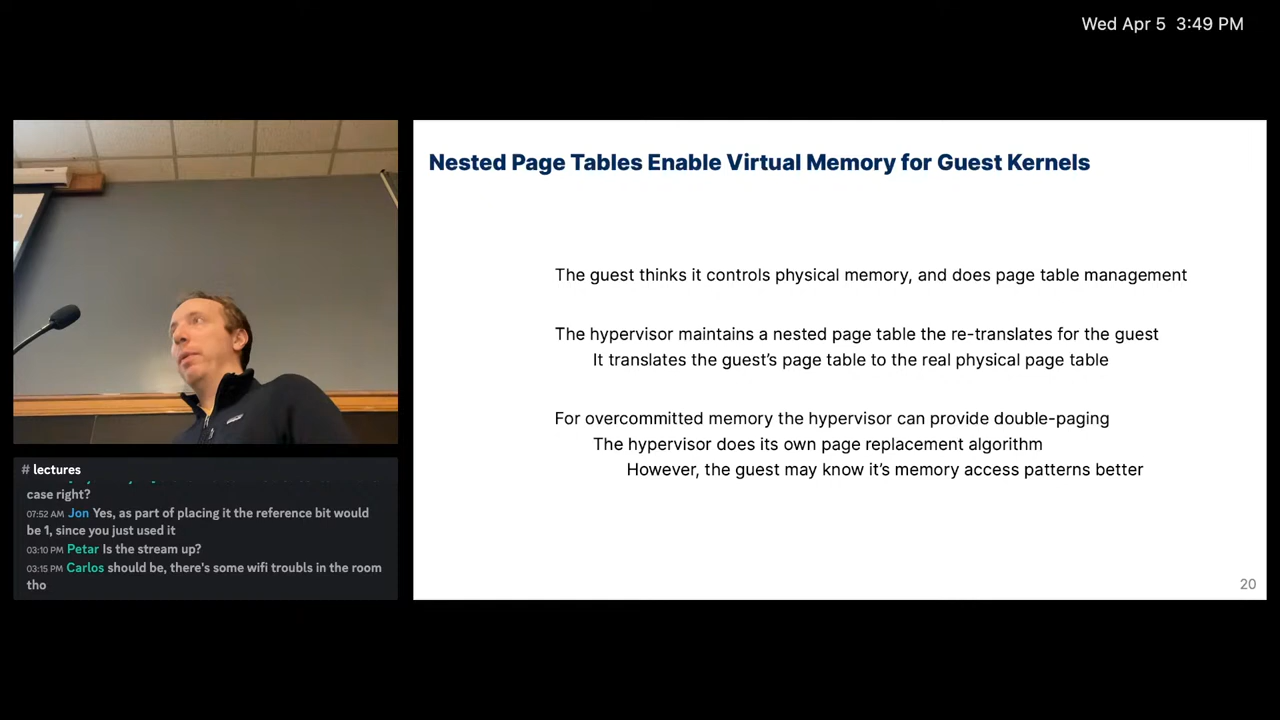 Wed Apr 5 3:49 PM
Nested Page Tables Enable Virtual Memory for Guest Kernels
The guest thinks it controls physical memory, and does page table management
The hypervisor maintains a nested page table the re-translates for the guest
It translates the guest's page table to the real physical page table
For overcommitted memory the hypervisor can provide double-paging
The hypervisor does its own page replacement algorithm
However, the guest may know it's memory access patterns better
20
# lectures
case right?
07:52 AM Jon Yes, as part of placing it the reference bit would
be 1, since you just used it
03:10 PM Petar Is the stream up?
03:15 PM Carlos should be, there's some wifi troubls in the room
tho